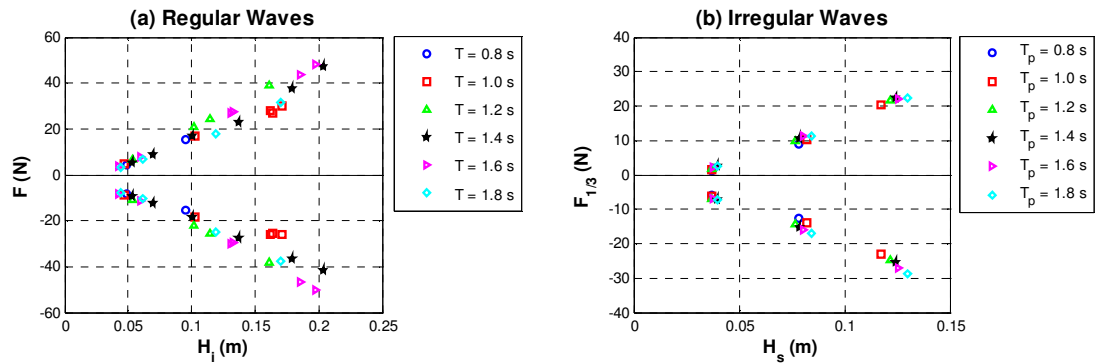 (a) Regular Waves
60
40
20
0
-20
-40
-60
0
0.05
0.1
0.15
0.2
0.25
F (N)
H_i (m)
T = 0.8 s
T = 1.0 s
T = 1.2 s
T = 1.4 s
T = 1.6 s
T = 1.8 s
(b) Irregular Waves
40
30
20
10
0
-10
-20
-30
-40
0
0.05
0.1
0.15
F_{1/3} (N)
H_s (m)
T_p = 0.8 s
T_p = 1.0 s
T_p = 1.2 s
T_p = 1.4 s
T_p = 1.6 s
T_p = 1.8 s